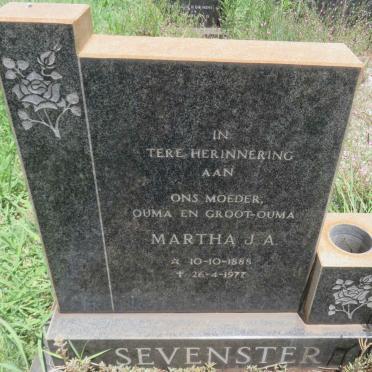 IN
TERE HERINNERING
AAN
ONS MOEDER,
OUMA EN GROOT-OUMA
MARTHA J. A.
☆ 10-10-1888
✝ 26-4-1977
SEVENSTER